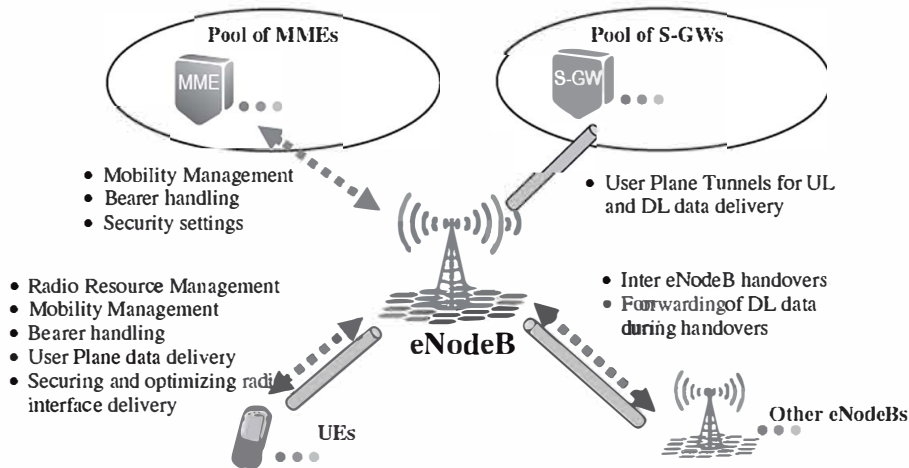 Pool of MMEs
MME
Pool of S-GWs
S-GW
• Mobility Management
• Bearer handling
• Security settings
• User Plane Tunnels for UL
and DL data delivery
• Radio Resource Management
• Mobility Management
• Bearer handling
• User Plane data delivery
• Securing and optimizing radi
interface delivery
• Inter eNodeB handovers
• Forwarding of DL data
during handovers
eNodeB
UEs
Other eNodeBs